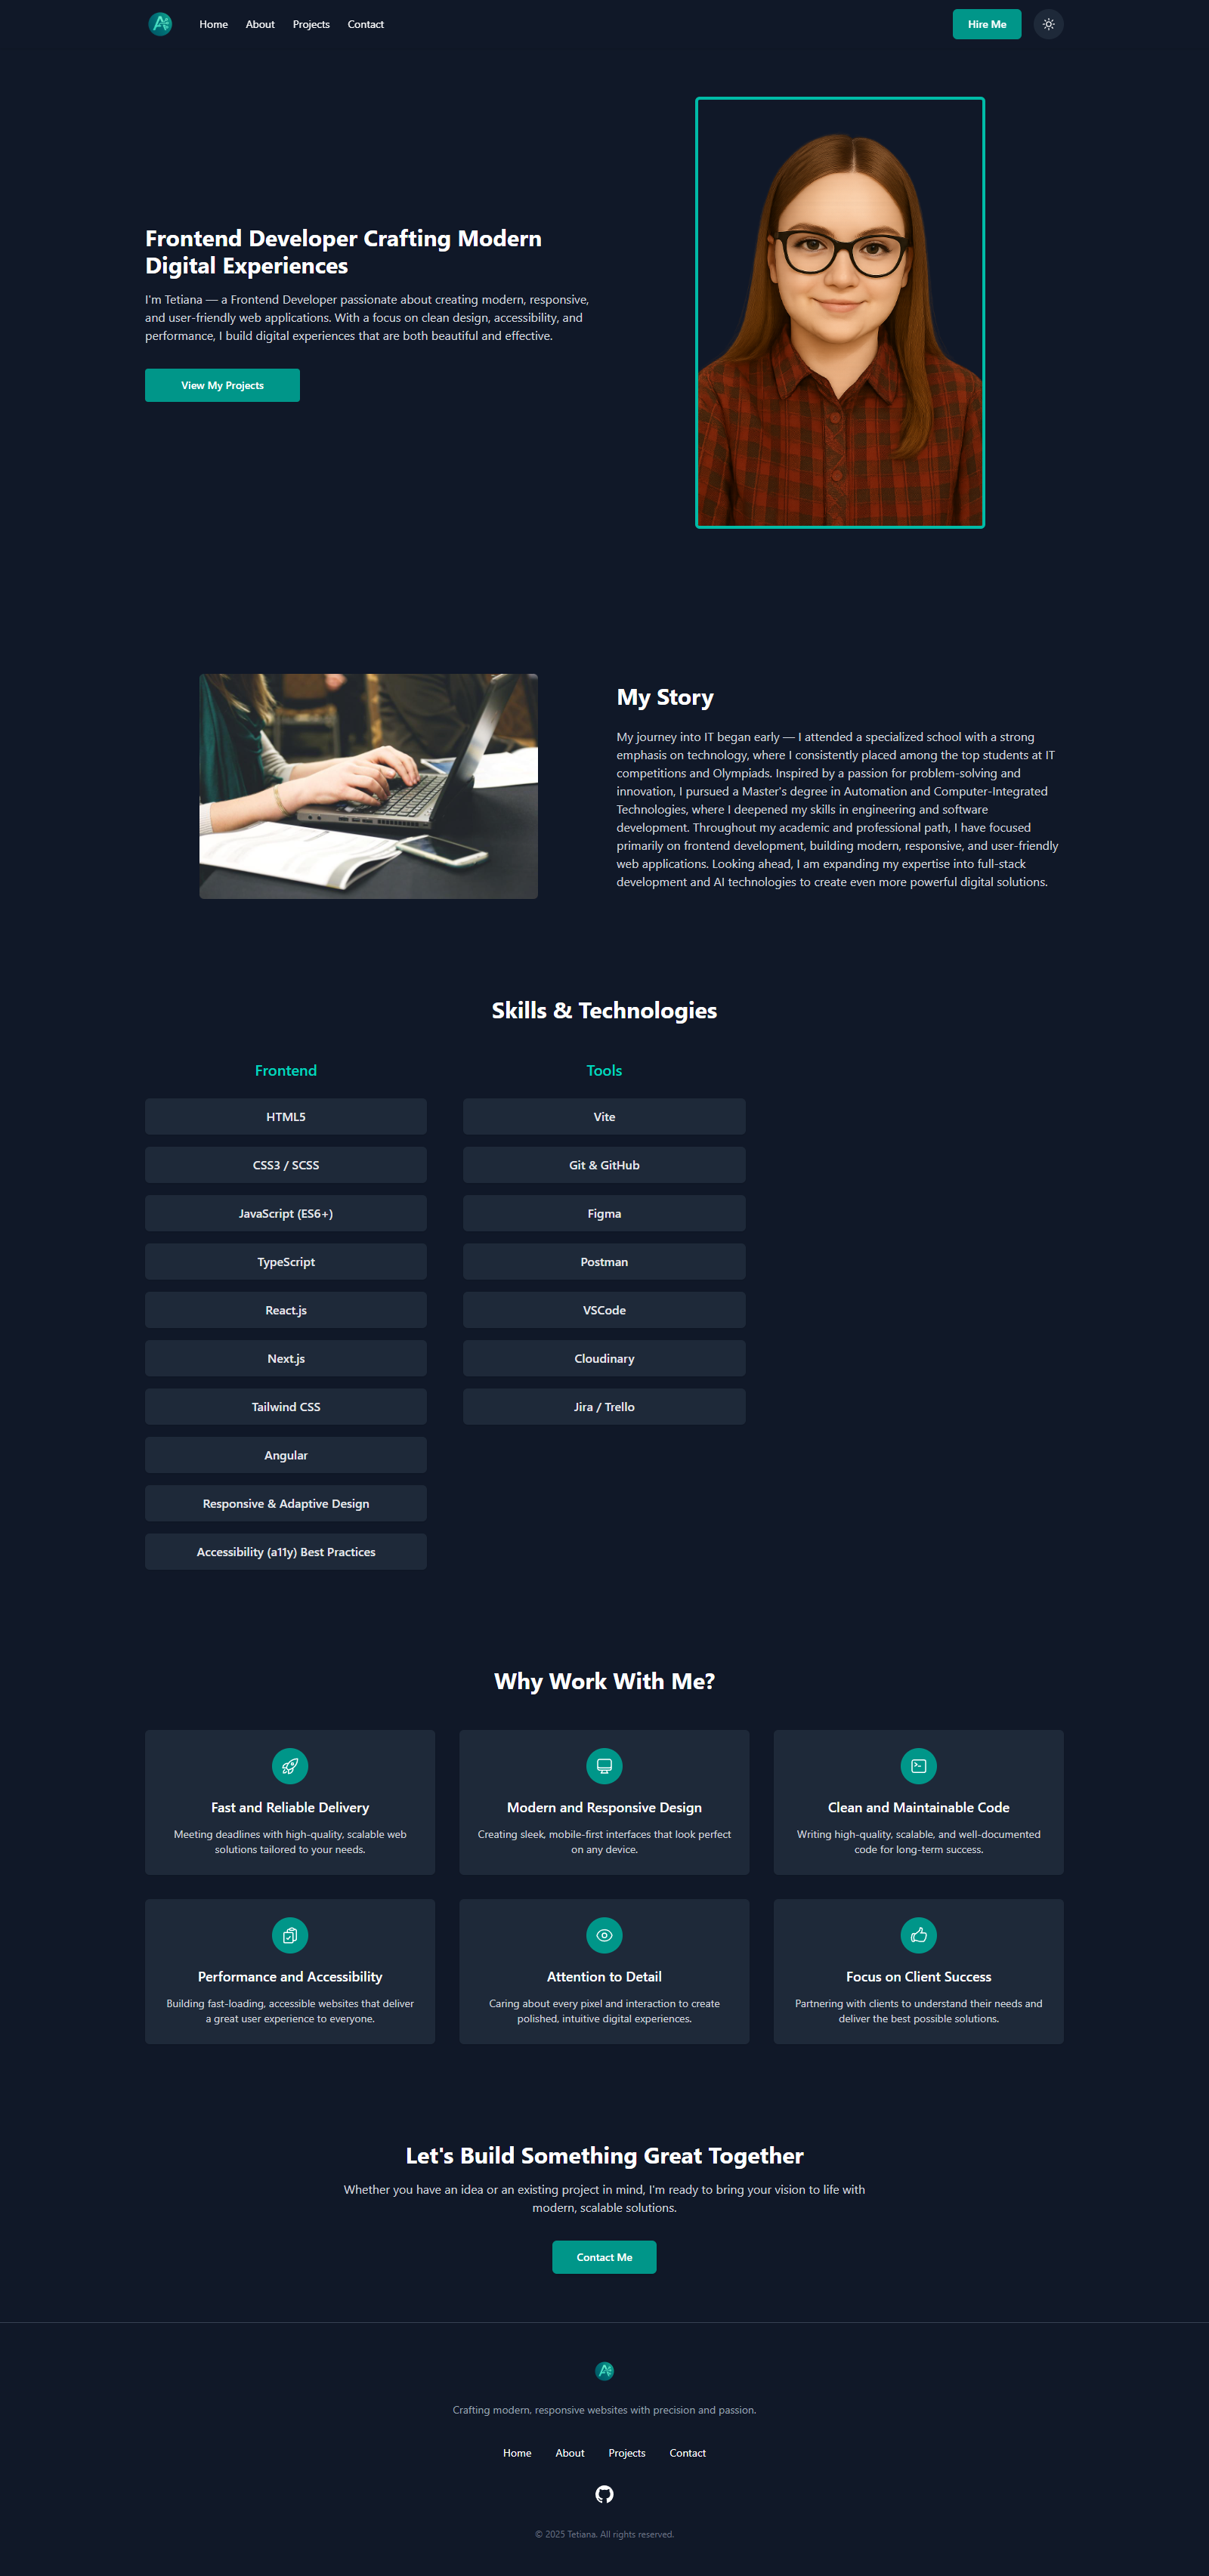 Home About Projects Contact Hire Me
Frontend Developer Crafting Modern
Digital Experiences
I'm Tetiana — a Frontend Developer passionate about creating modern, responsive,
and user-friendly web applications. With a focus on clean design, accessibility, and
performance, I build digital experiences that are both beautiful and effective.
View My Projects
My Story
My journey into IT began early — I attended a specialized school with a strong
emphasis on technology, where I consistently placed among the top students at IT
competitions and Olympiads. Inspired by a passion for problem-solving and
innovation, I pursued a Master's degree in Automation and Computer-Integrated
Technologies, where I deepened my skills in engineering and software
development. Throughout my academic and professional path, I have focused
primarily on frontend development, building modern, responsive, and user-friendly
web applications. Looking ahead, I am expanding my expertise into full-stack
development and AI technologies to create even more powerful digital solutions.
Skills & Technologies
Frontend
HTML5
CSS3 / SCSS
JavaScript (ES6+)
TypeScript
React.js
Next.js
Tailwind CSS
Angular
Responsive & Adaptive Design
Accessibility (a11y) Best Practices
Tools
Vite
Git & GitHub
Figma
Postman
VSCode
Cloudinary
Jira / Trello
Why Work With Me?
Fast and Reliable Delivery
Meeting deadlines with high-quality, scalable web
solutions tailored to your needs.
Modern and Responsive Design
Creating sleek, mobile-first interfaces that look perfect
on any device.
Clean and Maintainable Code
Writing high-quality, scalable, and well-documented
code for long-term success.
Performance and Accessibility
Building fast-loading, accessible websites that deliver
a great user experience to everyone.
Attention to Detail
Caring about every pixel and interaction to create
polished, intuitive digital experiences.
Focus on Client Success
Partnering with clients to understand their needs and
deliver the best possible solutions.
Let's Build Something Great Together
Whether you have an idea or an existing project in mind, I'm ready to bring your vision to life with
modern, scalable solutions.
Contact Me
Crafting modern, responsive websites with precision and passion.
Home About Projects Contact
© 2025 Tetiana. All rights reserved.